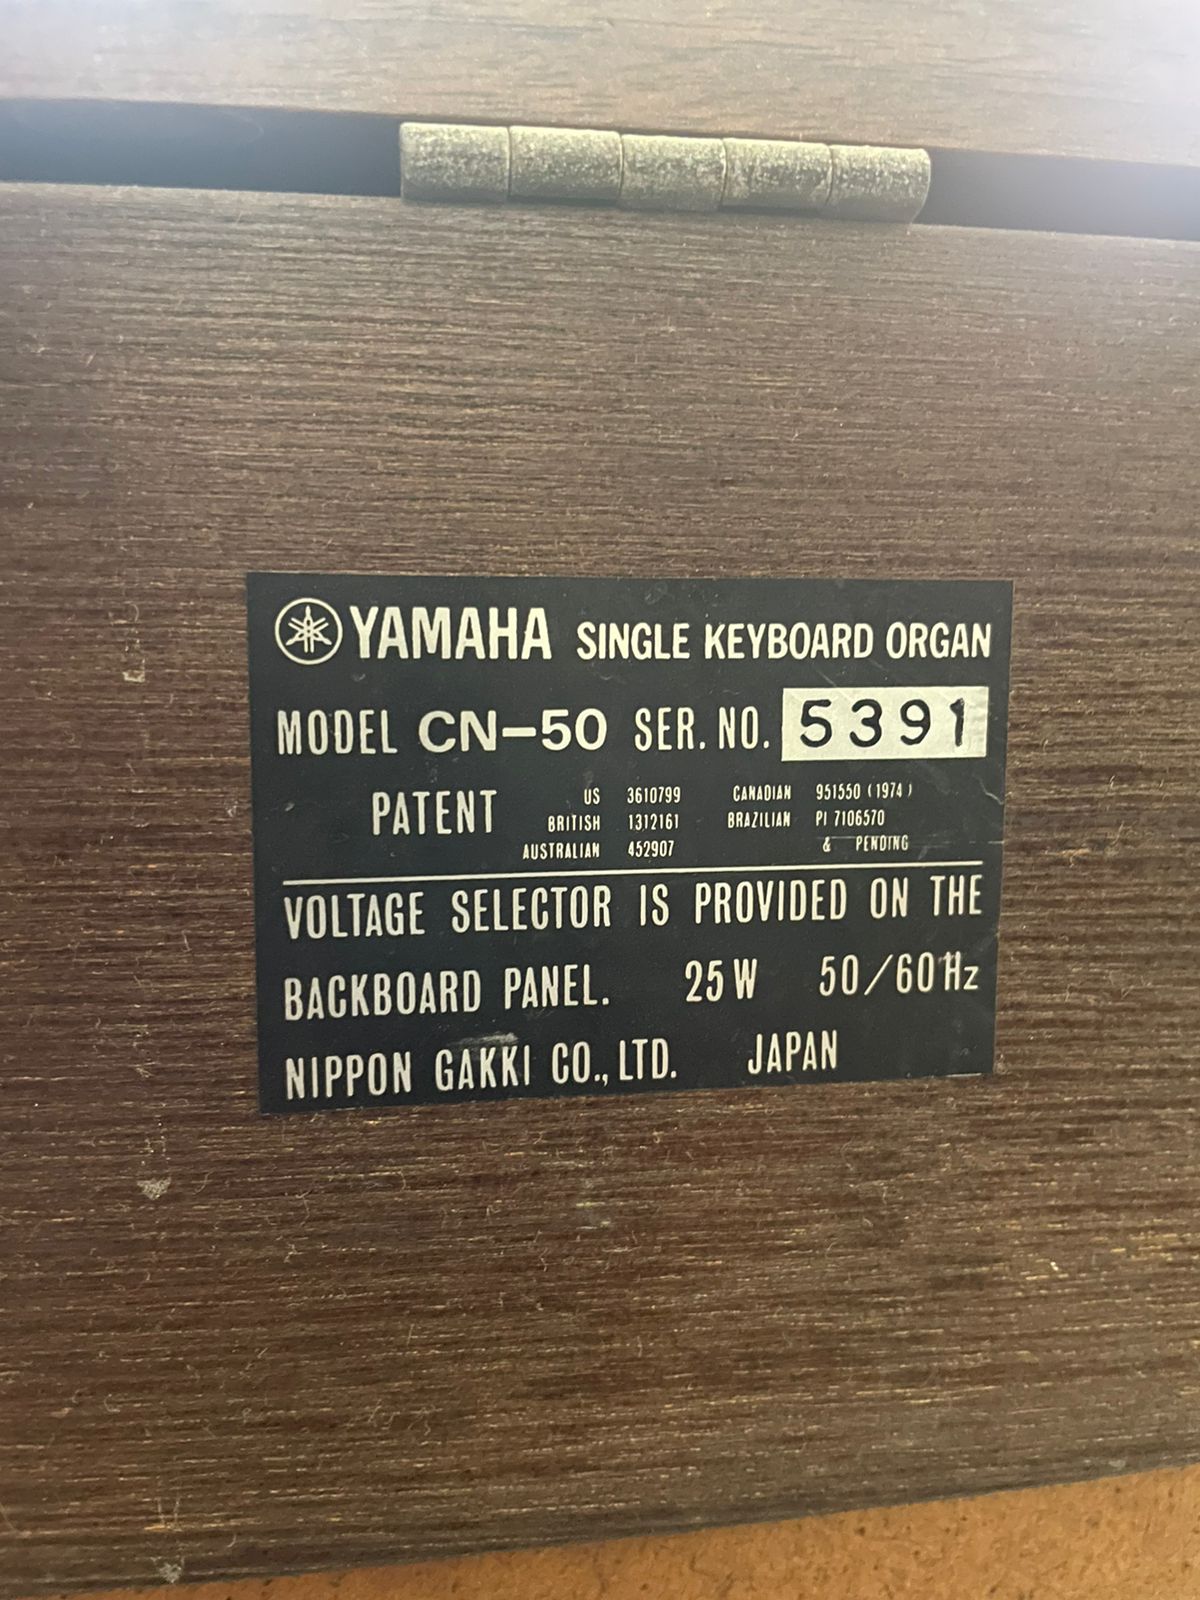 YAMAHA SINGLE KEYBOARD ORGAN
MODEL CN-50 SER. NO. 5391
PATENT US 3610799 CANADIAN 951550 (1974)
BRITISH 1312161 BRAZILIAN PI 7106570
AUSTRALIAN 452907 & PENDING
VOLTAGE SELECTOR IS PROVIDED ON THE
BACKBOARD PANEL. 25W 50/60Hz
NIPPON GAKKI CO., LTD. JAPAN